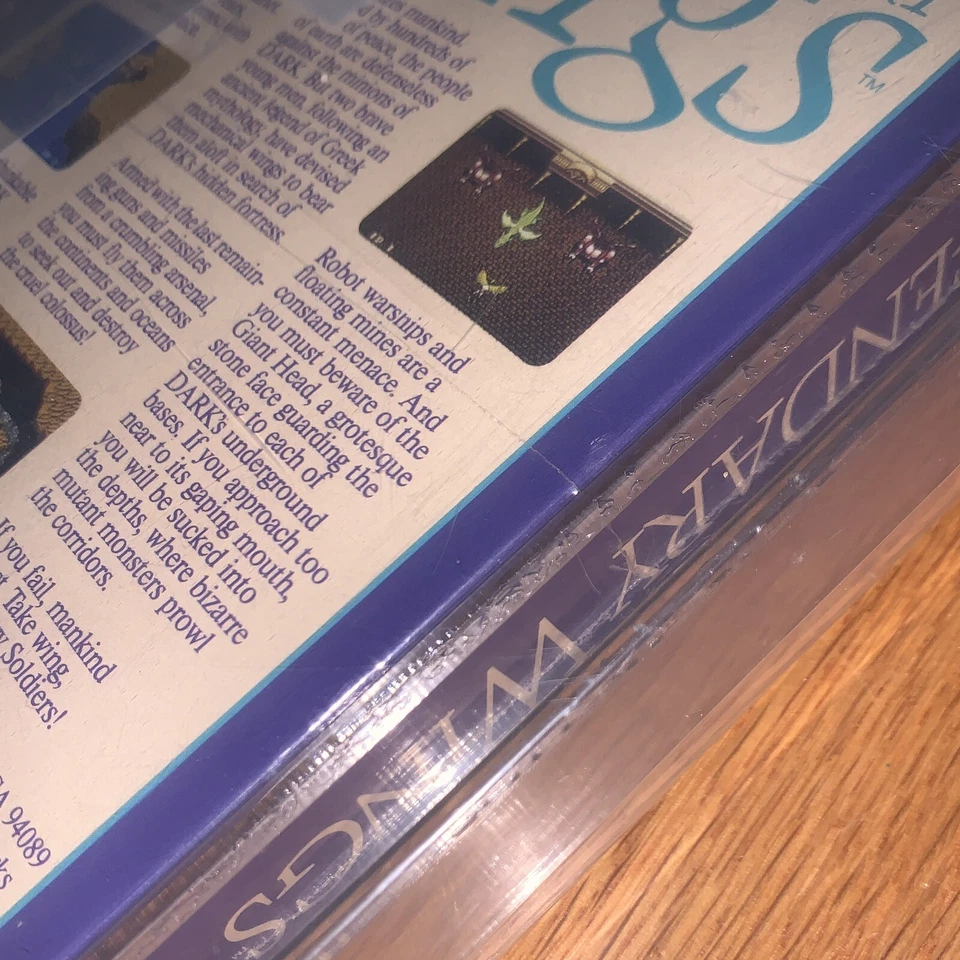 gs
TM
mankind,
by hundreds of
of peace, the people
of earth are defenseless
against the minions of
DARK. But two brave
young men, following an
ancient legend of Greek
mythology, have devised
mechanical wings to bear
them aloft in search of
DARK's hidden fortress.
Armed with the last remain-
ing guns and missiles
from a crumbling arsenal,
you must fly them across
the continents and oceans
to seek out and destroy
the cruel colossus!
Robot warships and
floating mines are a
constant menace. And
you must beware of the
Giant Head, a grotesque
stone face guarding the
entrance to each of
DARK's underground
bases. If you approach too
near to its gaping mouth,
you will be sucked into
the depths, where bizarre
mutant monsters prowl
the corridors.
If you fail, mankind
Take wing,
Soldiers!
CA 94089
ENDARY WINGS